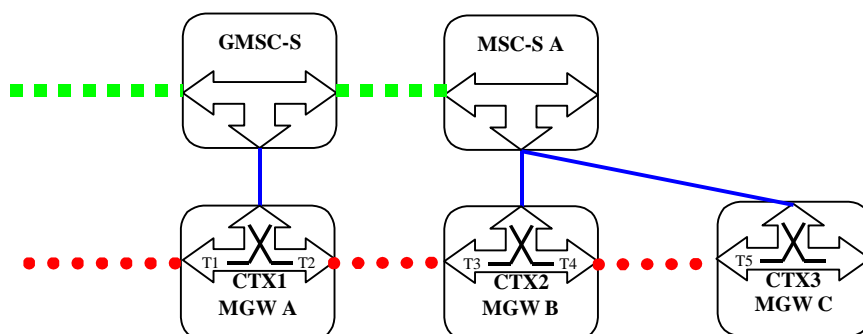 GMSC-S
MSC-S A
T1 T2
CTX1
MGW A
T3 T4
CTX2
MGW B
T5
CTX3
MGW C